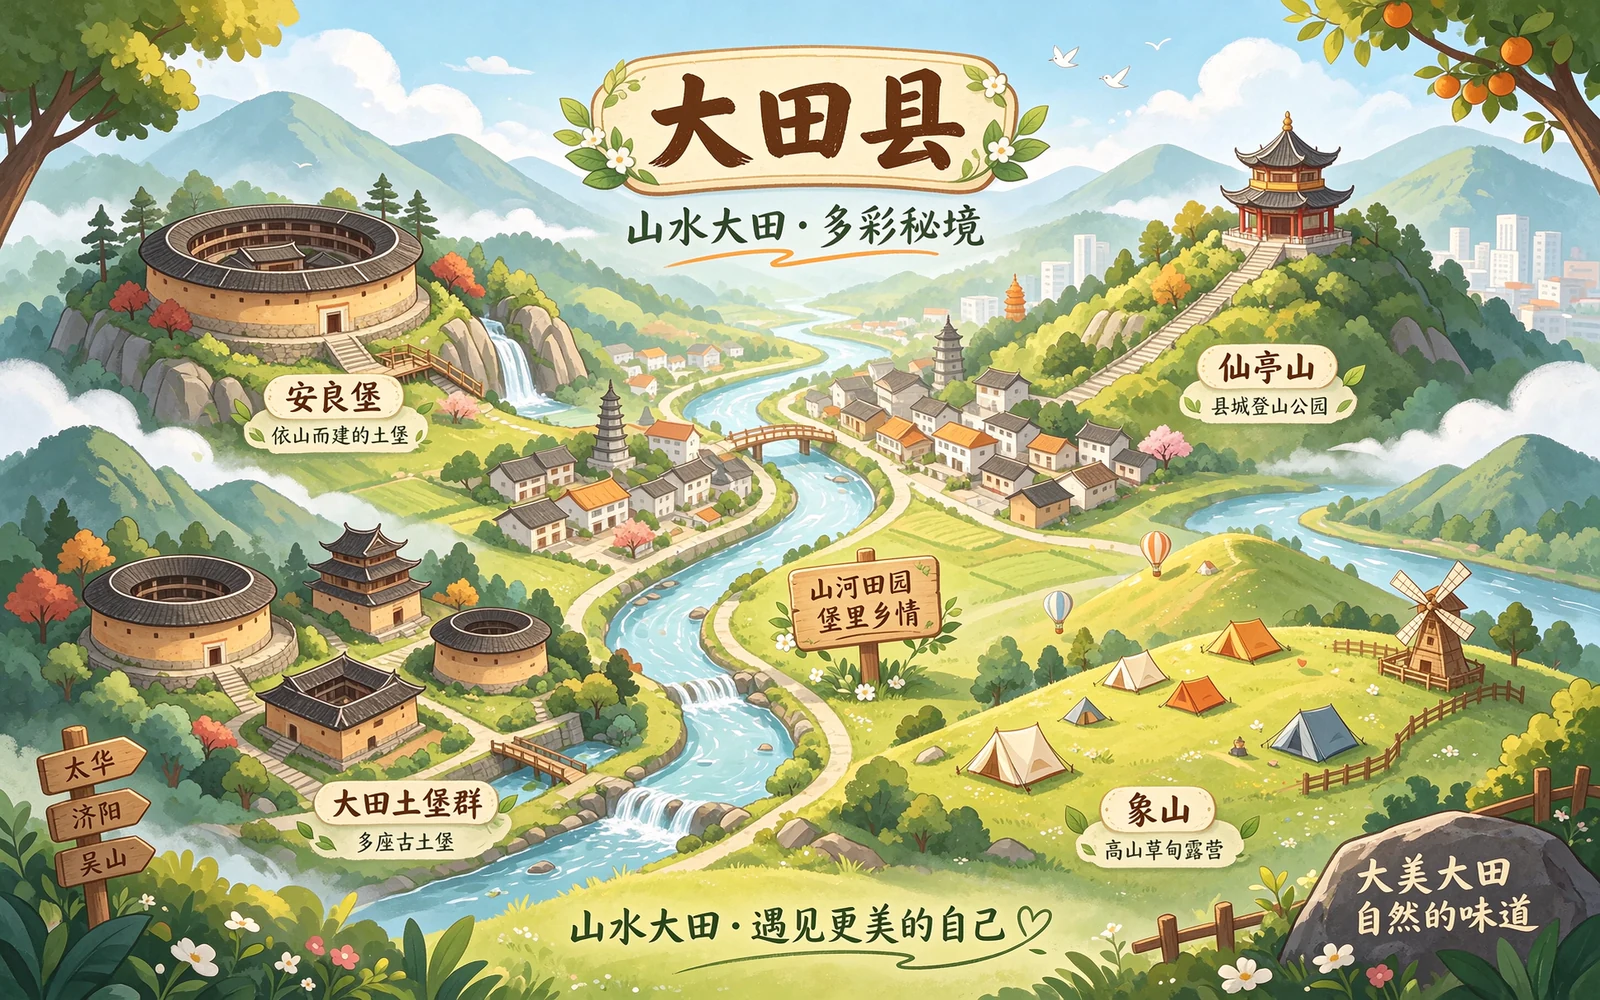 大田县
山水大田·多彩秘境
安良堡
依山而建的土堡
仙亭山
县城登山公园
山河田园
堡里乡情
太华
济阳
吴山
大田土堡群
多座古土堡
象山
高山草甸露营
大美大田
自然的味道
山水大田·遇见更美的自己